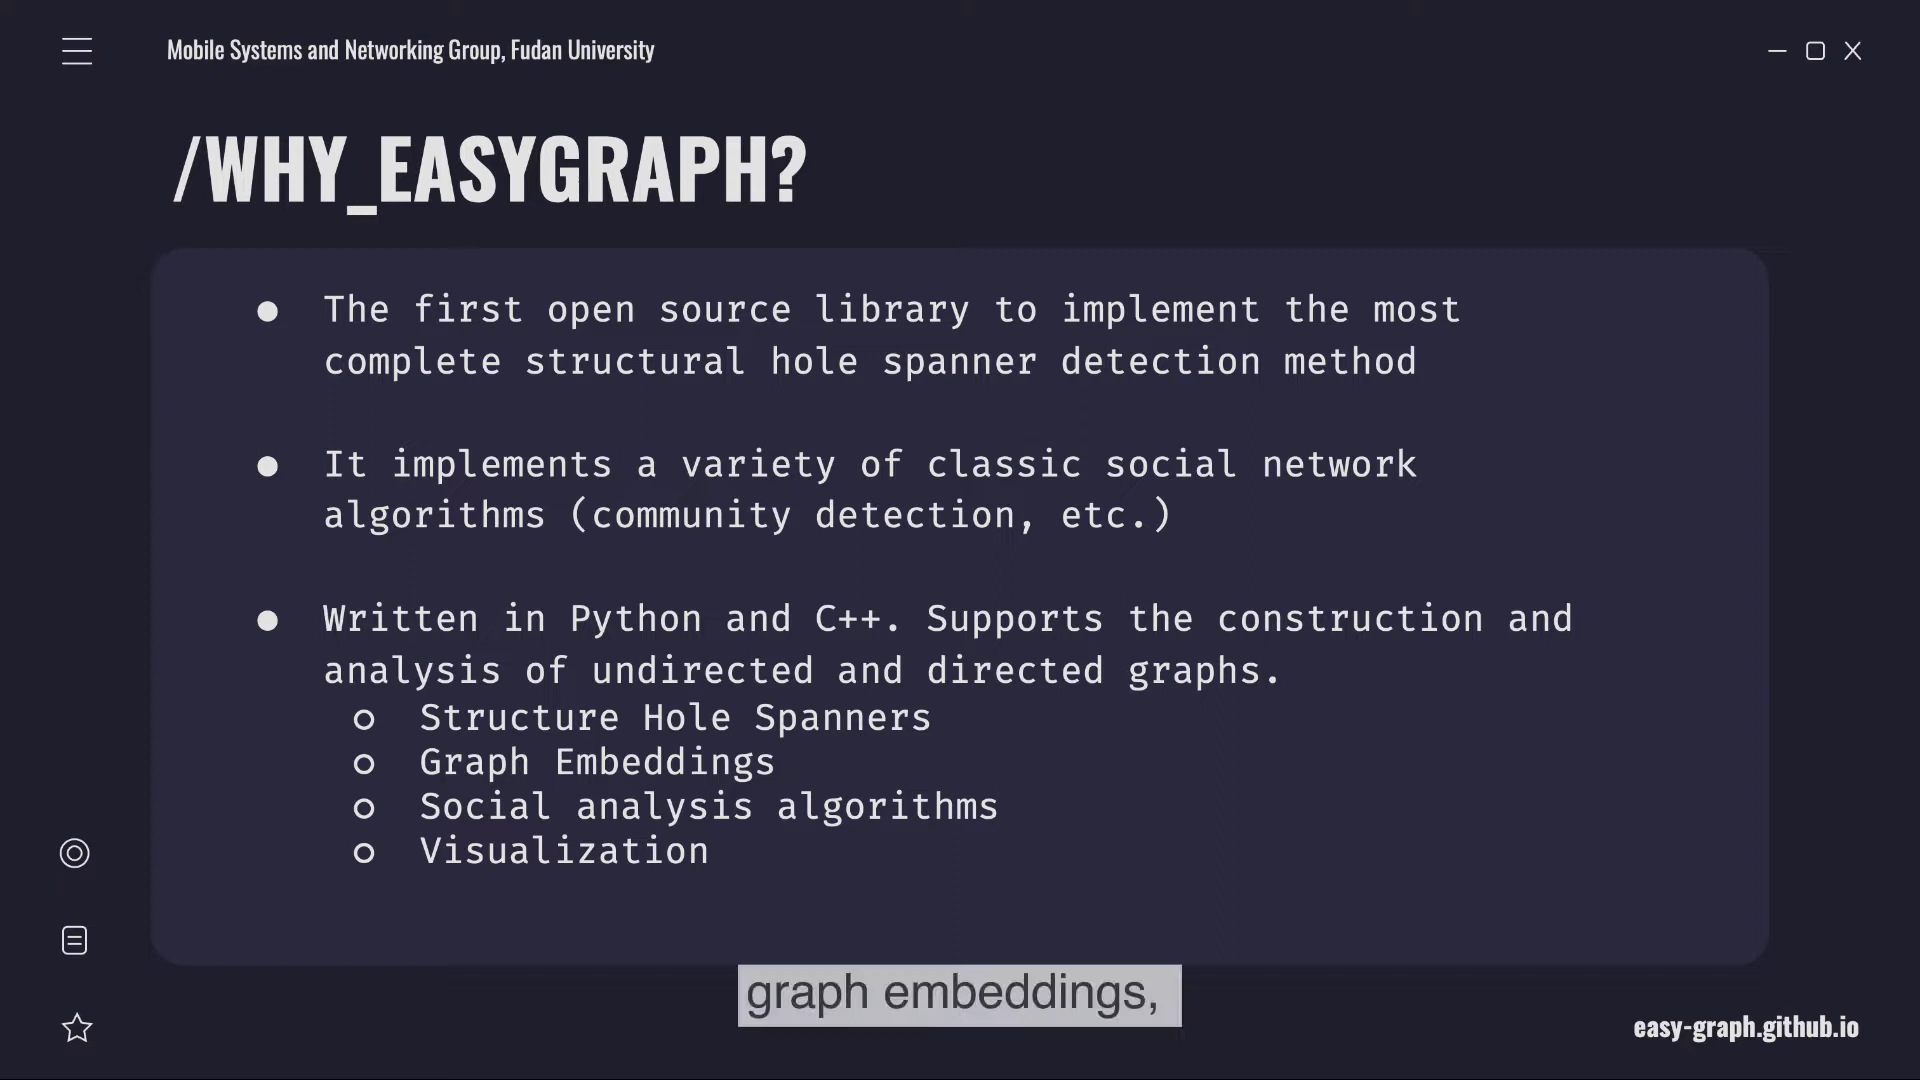 Mobile Systems and Networking Group, Fudan University
/WHY_EASYGRAPH?
● The first open source library to implement the most
complete structural hole spanner detection method
● It implements a variety of classic social network
algorithms (community detection, etc.)
● Written in Python and C++. Supports the construction and
analysis of undirected and directed graphs.
○ Structure Hole Spanners
○ Graph Embeddings
○ Social analysis algorithms
○ Visualization
graph embeddings,
easy-graph.github.io